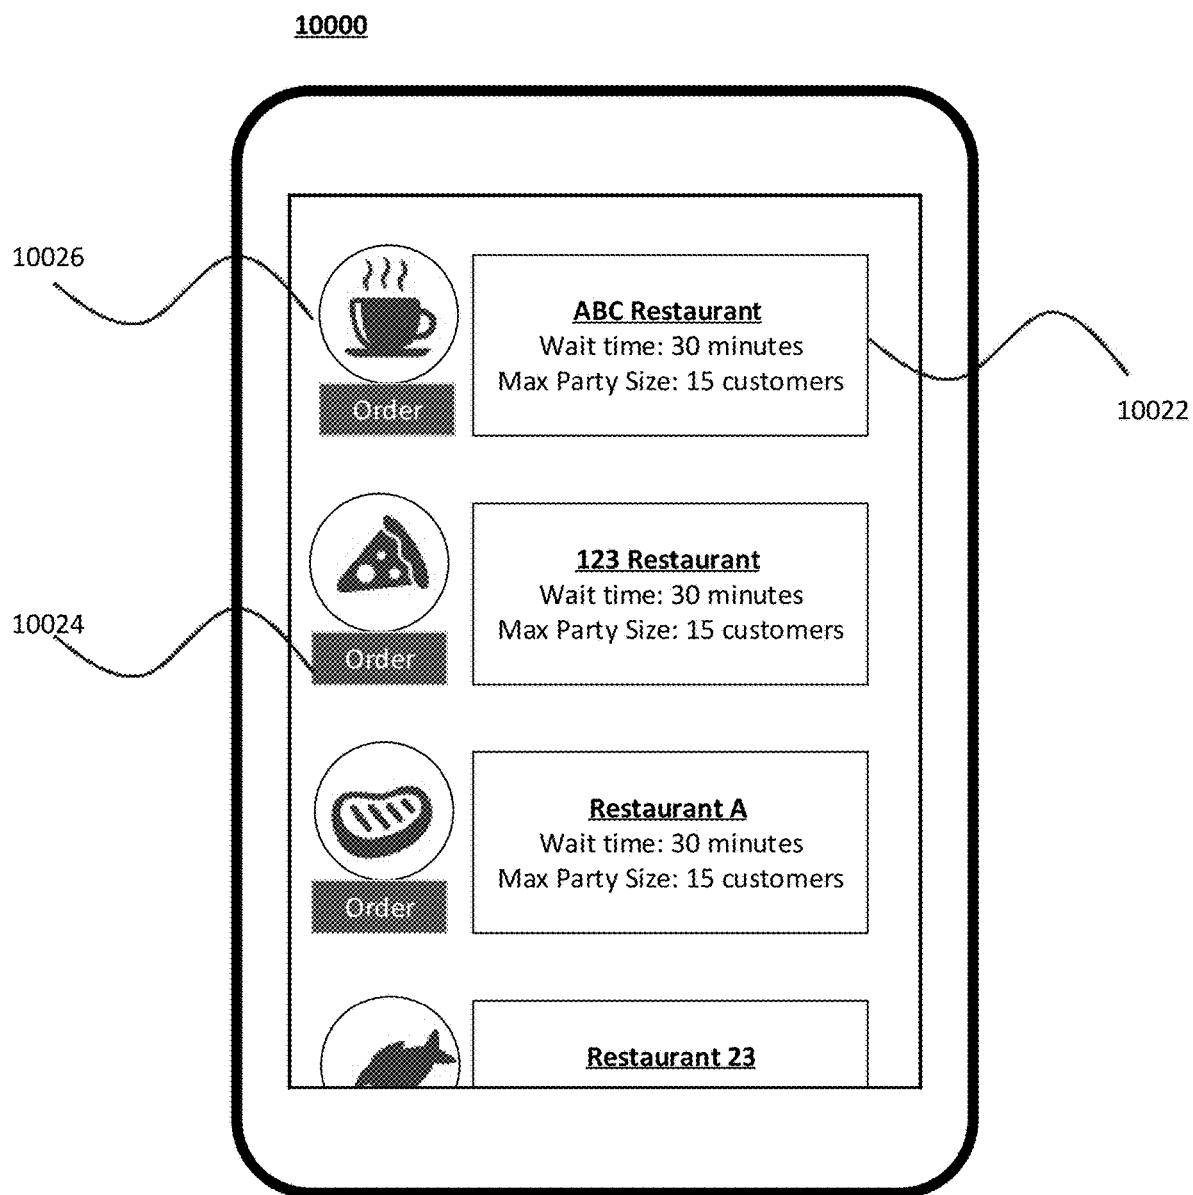 10000
10026
ABC Restaurant
Wait time: 30 minutes
Max Party Size: 15 customers
Order
10022
123 Restaurant
Wait time: 30 minutes
Max Party Size: 15 customers
10024
Order
Restaurant A
Wait time: 30 minutes
Max Party Size: 15 customers
Order
Restaurant 23